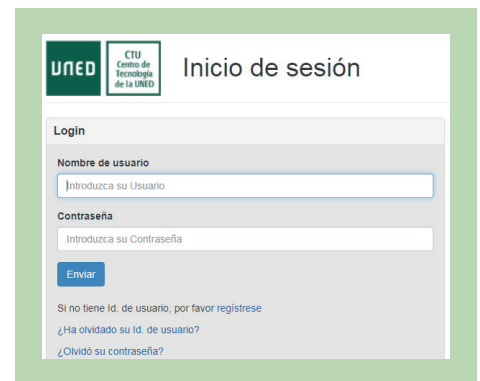 UNED
CTU
Centro de
Tecnología
de la UNED
Inicio de sesión
Login
Nombre de usuario
Introduzca su Usuario
Contraseña
Introduzca su Contraseña
Enviar
Si no tiene Id. de usuario, por favor regístrese
¿Ha olvidado su Id. de usuario?
¿Olvidó su contraseña?